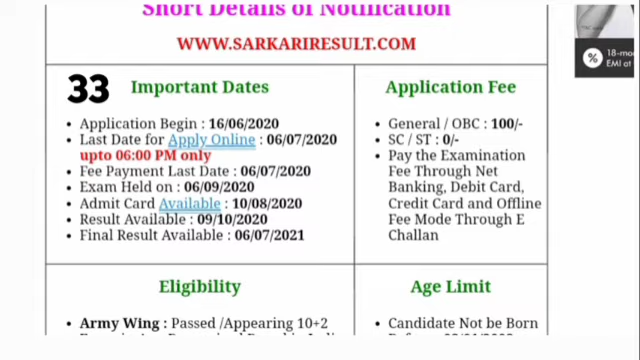 Short Details of Notification
WWW.SARKARIRESULT.COM
33 Important Dates
• Application Begin : 16/06/2020
• Last Date for Apply Online : 06/07/2020
upto 06:00 PM only
• Fee Payment Last Date : 06/07/2020
• Exam Held on : 06/09/2020
• Admit Card Available : 10/08/2020
• Result Available : 09/10/2020
• Final Result Available : 06/07/2021
Application Fee
• General / OBC : 100/-
• SC / ST : 0/-
• Pay the Examination
Fee Through Net
Banking, Debit Card,
Credit Card and Offline
Fee Mode Through E
Challan
Eligibility
• Army Wing : Passed /Appearing 10+2
Age Limit
• Candidate Not be Born
% 18-mo
EMI at